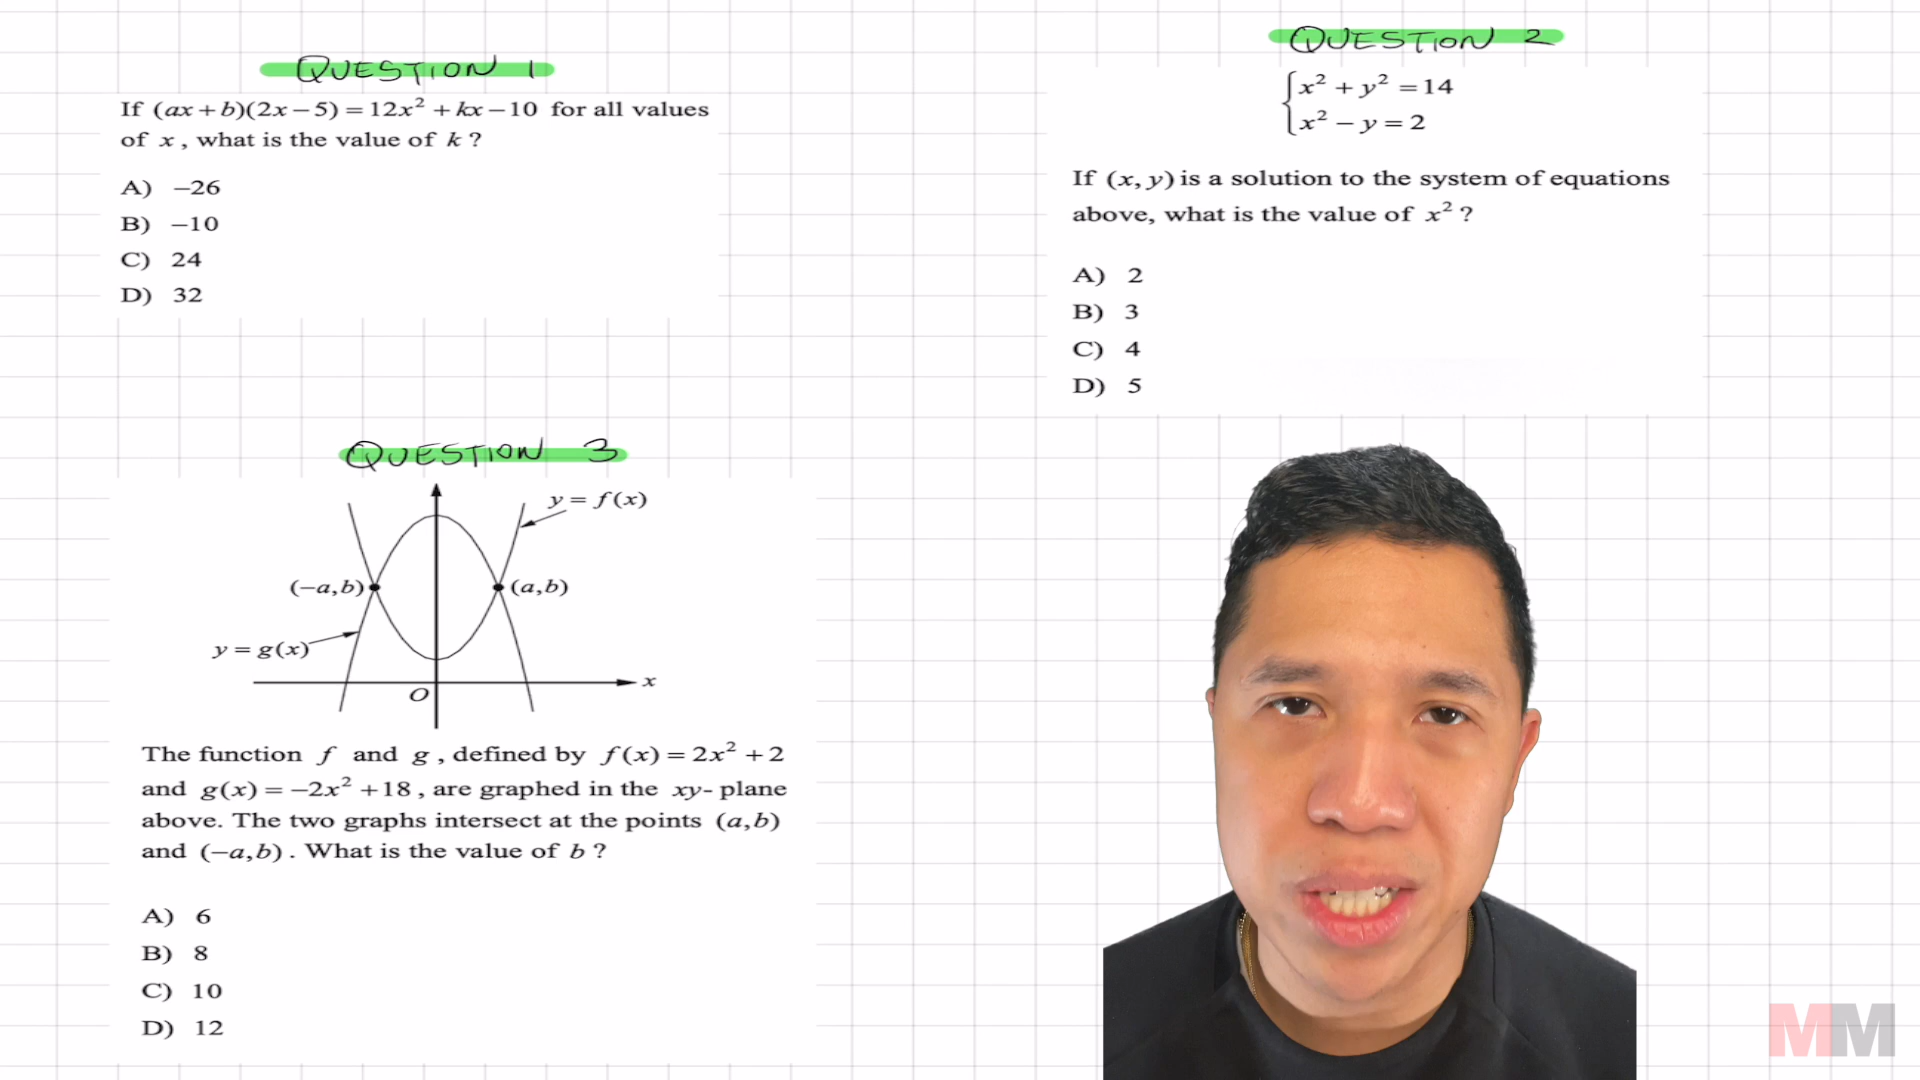 QUESTION 1
If (ax + b)(2x − 5) = 12x² + kx − 10 for all values
of x, what is the value of k ?
A) −26
B) −10
C) 24
D) 32
QUESTION 2
x² + y² = 14
x² − y = 2
If (x, y) is a solution to the system of equations
above, what is the value of x² ?
A) 2
B) 3
C) 4
D) 5
QUESTION 3
y = f(x)
(−a,b)
(a,b)
y = g(x)
x
O
The function f and g, defined by f(x) = 2x² + 2
and g(x) = −2x² + 18, are graphed in the xy- plane
above. The two graphs intersect at the points (a,b)
and (−a,b). What is the value of b ?
A) 6
B) 8
C) 10
D) 12
MM